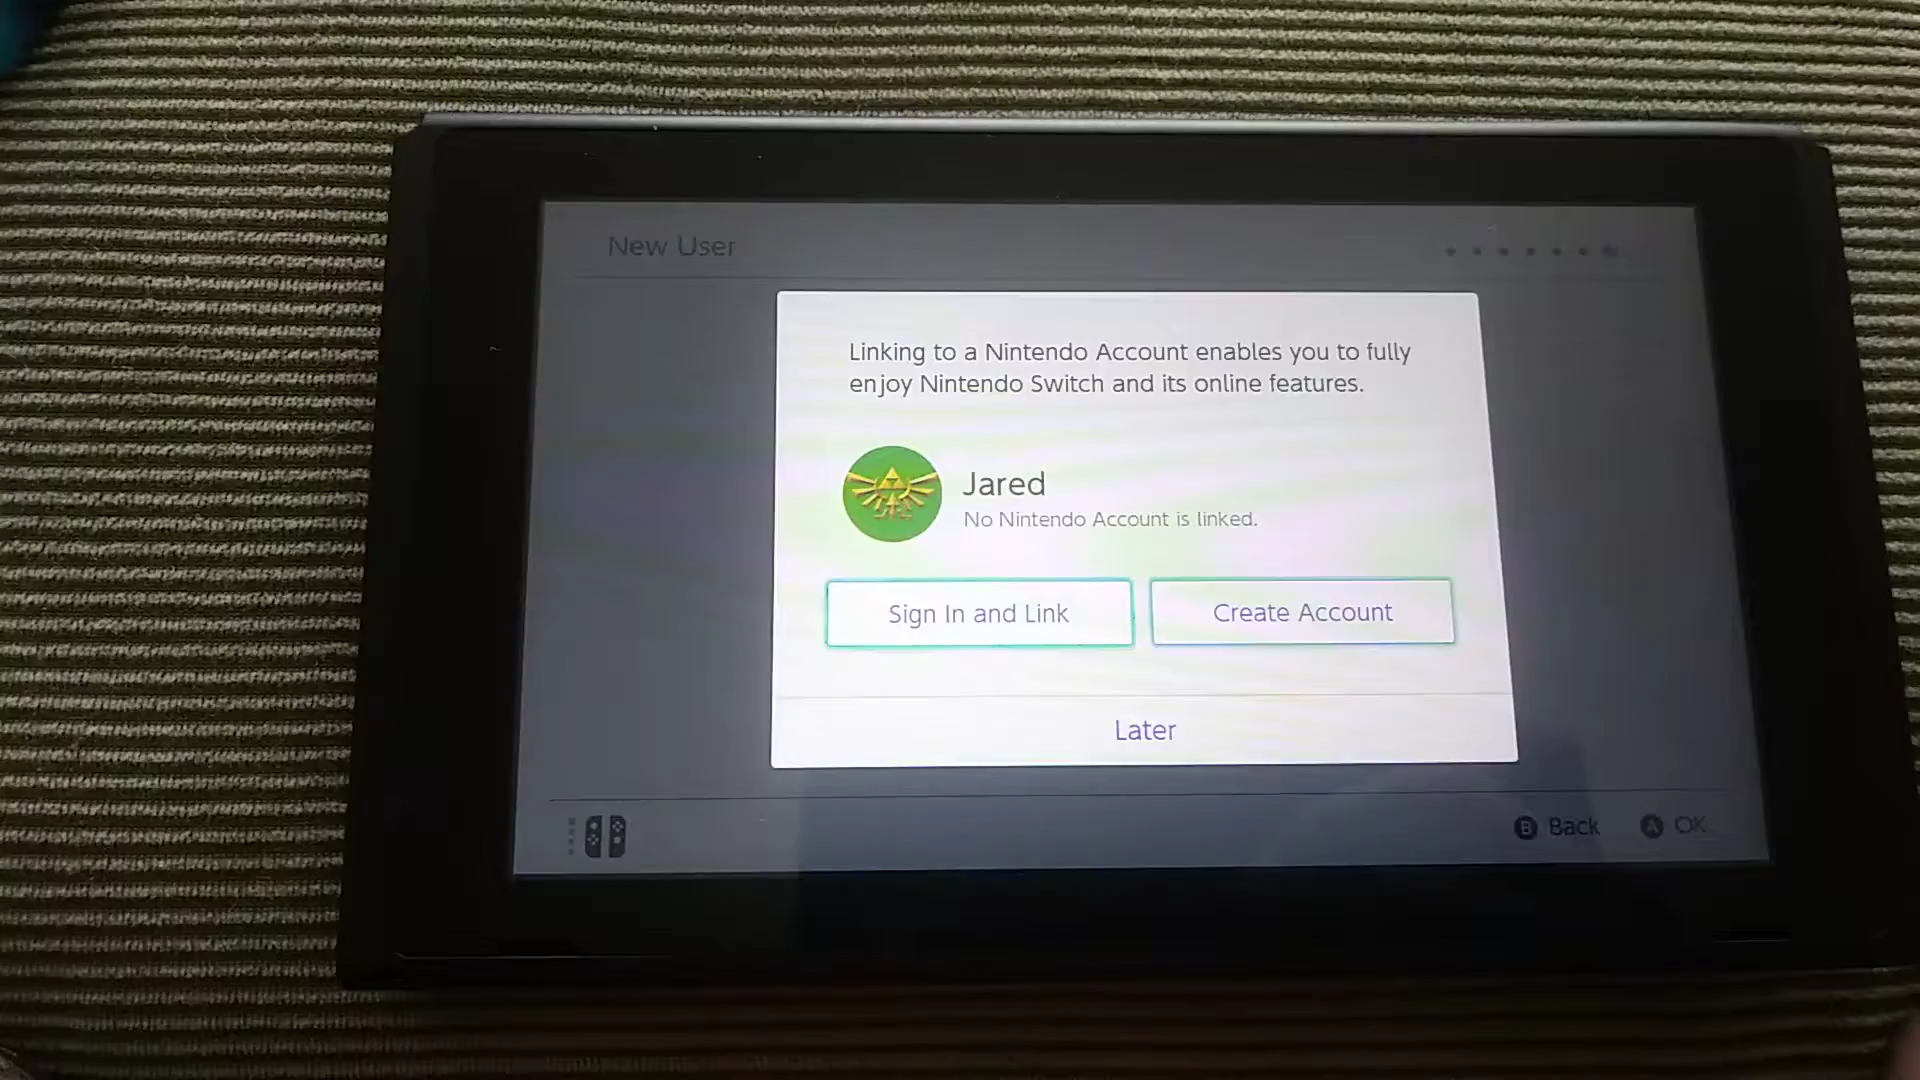 New User
Linking to a Nintendo Account enables you to fully
enjoy Nintendo Switch and its online features.
Jared
No Nintendo Account is linked.
Sign In and Link
Create Account
Later
B Back
A OK